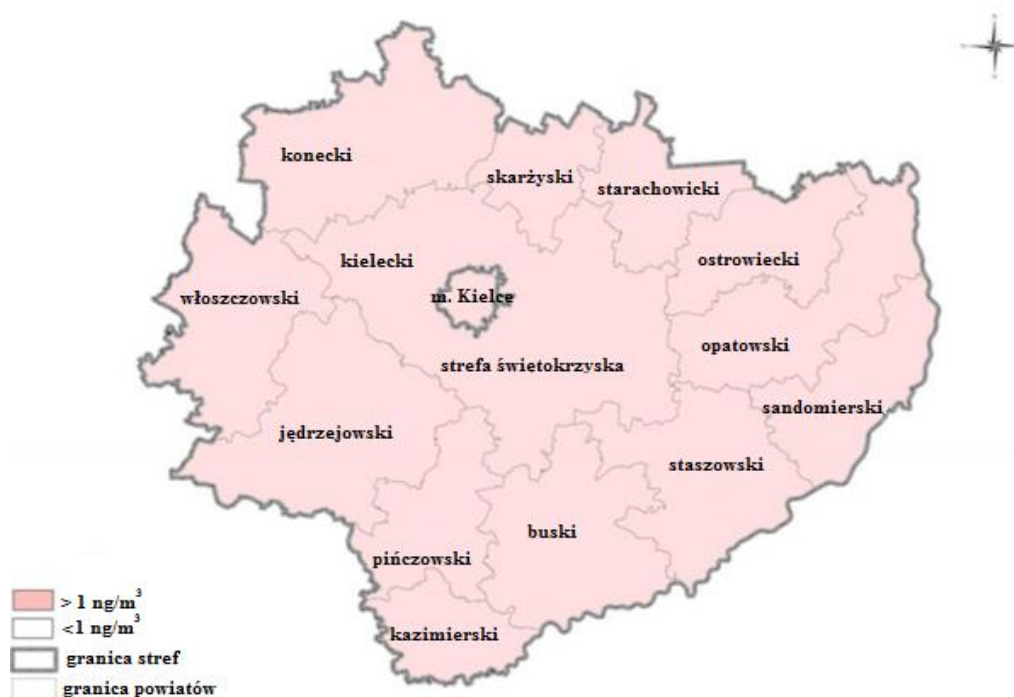 konecki
skarżyski
starachowicki
kielecki
ostrowiecki
włoszczowski
m. Kielce
opatowski
strefa świetokrzyska
sandomierski
jędrzejowski
staszowski
buski
pińczowski
> 1 ng/m³
<1 ng/m³
kazimierski
granica stref
granica powiatów